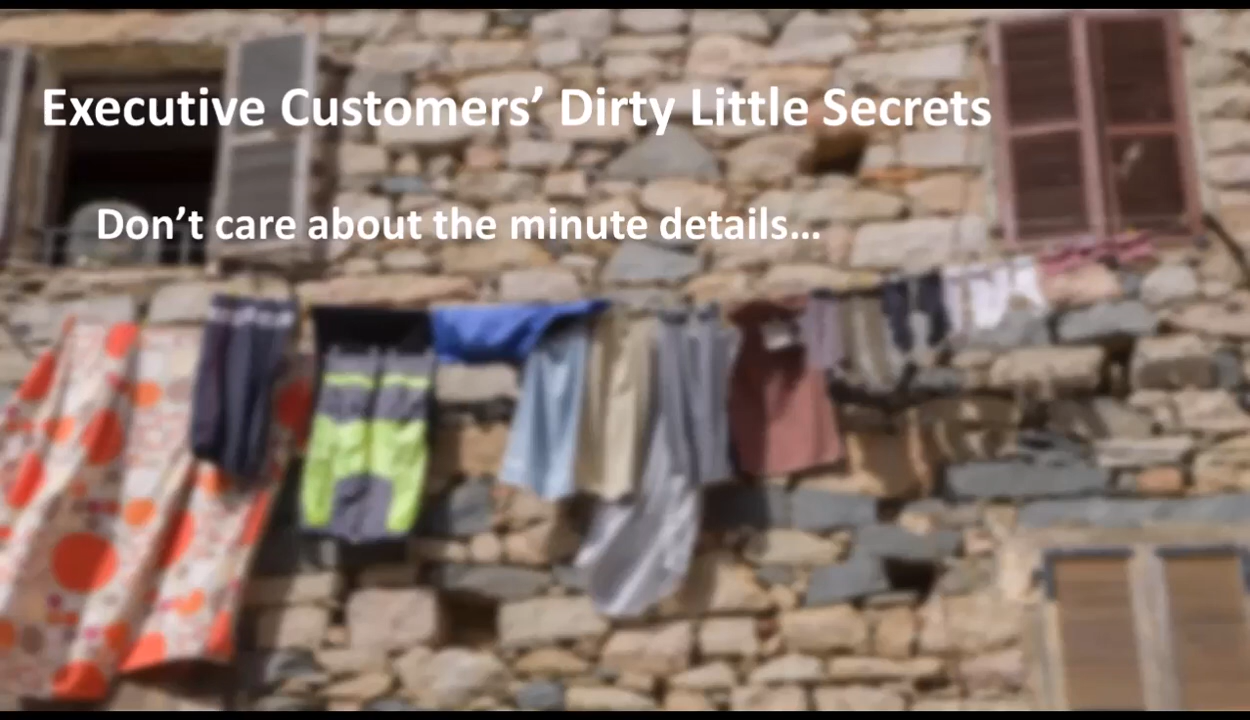 Executive Customers’ Dirty Little Secrets
Don’t care about the minute details…